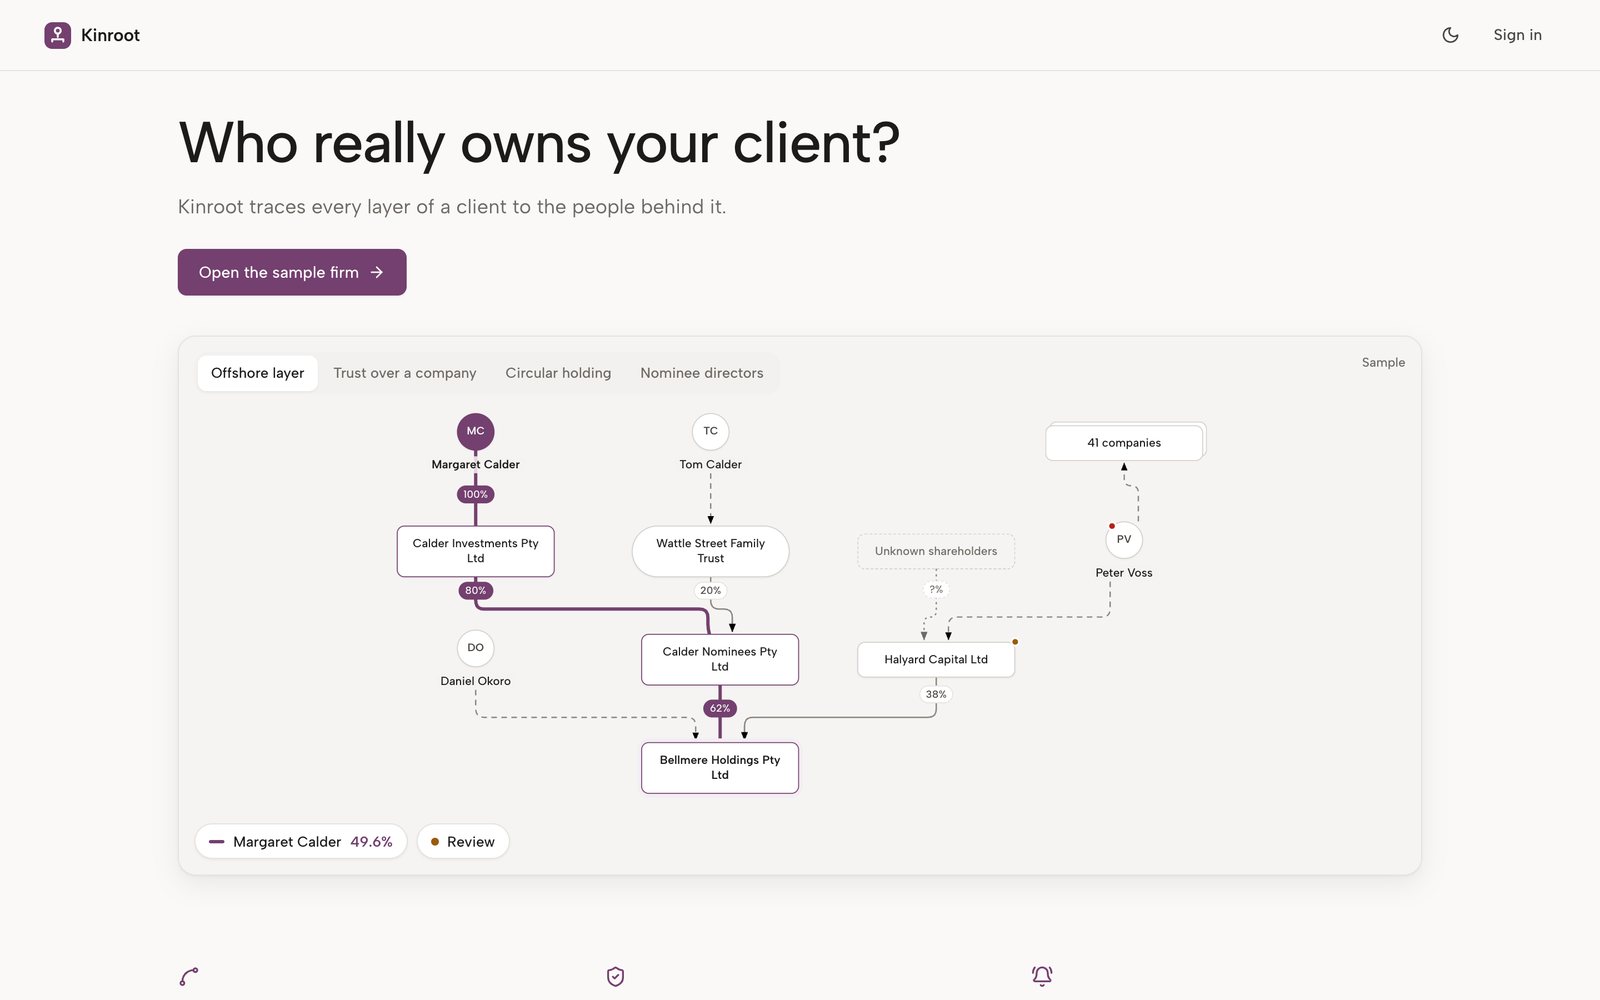 Kinroot
Sign in
Who really owns your client?
Kinroot traces every layer of a client to the people behind it.
Open the sample firm
Offshore layer
Trust over a company
Circular holding
Nominee directors
Sample
MC
Margaret Calder
100%
TC
Tom Calder
41 companies
Calder Investments Pty
Ltd
80%
Wattle Street Family
Trust
20%
Unknown shareholders
?%
PV
Peter Voss
DO
Daniel Okoro
Calder Nominees Pty
Ltd
62%
Halyard Capital Ltd
38%
Bellmere Holdings Pty
Ltd
Margaret Calder 49.6%
Review